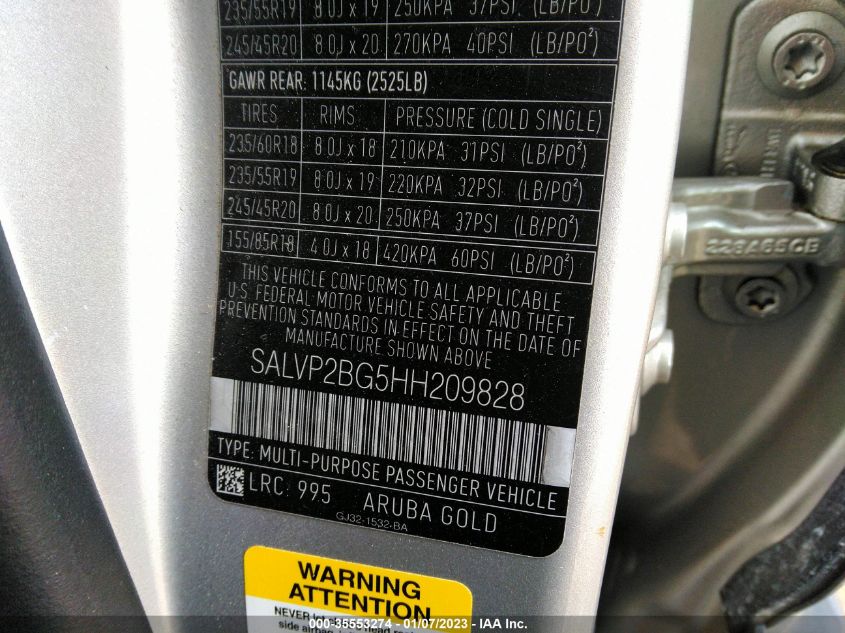 235/55R19 8.0J x 19 250KPA 37PSI (LB/PO²)
245/45R20 8.0J x 20 270KPA 40PSI (LB/PO²)
GAWR REAR: 1145KG (2525LB)
TIRES RIMS PRESSURE (COLD SINGLE)
235/60R18 8.0J x 18 210KPA 31PSI (LB/PO²)
235/55R19 8.0J x 19 220KPA 32PSI (LB/PO²)
245/45R20 8.0J x 20 250KPA 37PSI (LB/PO²)
155/85R18 4.0J x 18 420KPA 60PSI (LB/PO²)
THIS VEHICLE CONFORMS TO ALL APPLICABLE
U.S. FEDERAL MOTOR VEHICLE SAFETY AND THEFT
PREVENTION STANDARDS IN EFFECT ON THE DATE OF
MANUFACTURE SHOWN ABOVE
SALVP2BG5HH209828
TYPE: MULTI-PURPOSE PASSENGER VEHICLE
LRC: 995 ARUBA GOLD
GJ32-1532-BA
WARNING
ATTENTION
NEVER
side
000-35553274 - 01/07/2023 - IAA Inc.